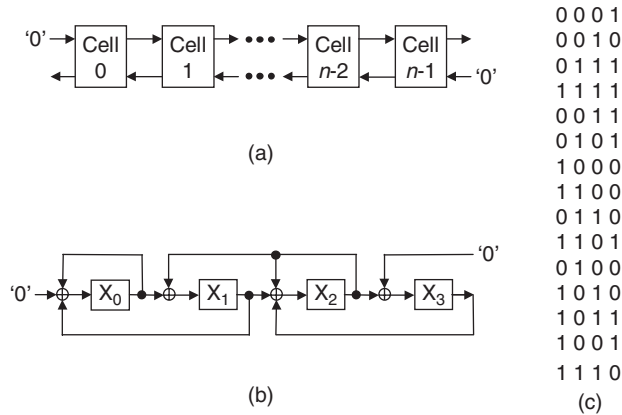 '0' Cell 0 Cell 1 ••• Cell n-2 Cell n-1
••• '0'
(a)
'0'
'0' X0 X1 X2 X3
(b)
0 0 0 1
0 0 1 0
0 1 1 1
1 1 1 1
0 0 1 1
0 1 0 1
1 0 0 0
1 1 0 0
0 1 1 0
1 1 0 1
0 1 0 0
1 0 1 0
1 0 1 1
1 0 0 1
1 1 1 0
(c)